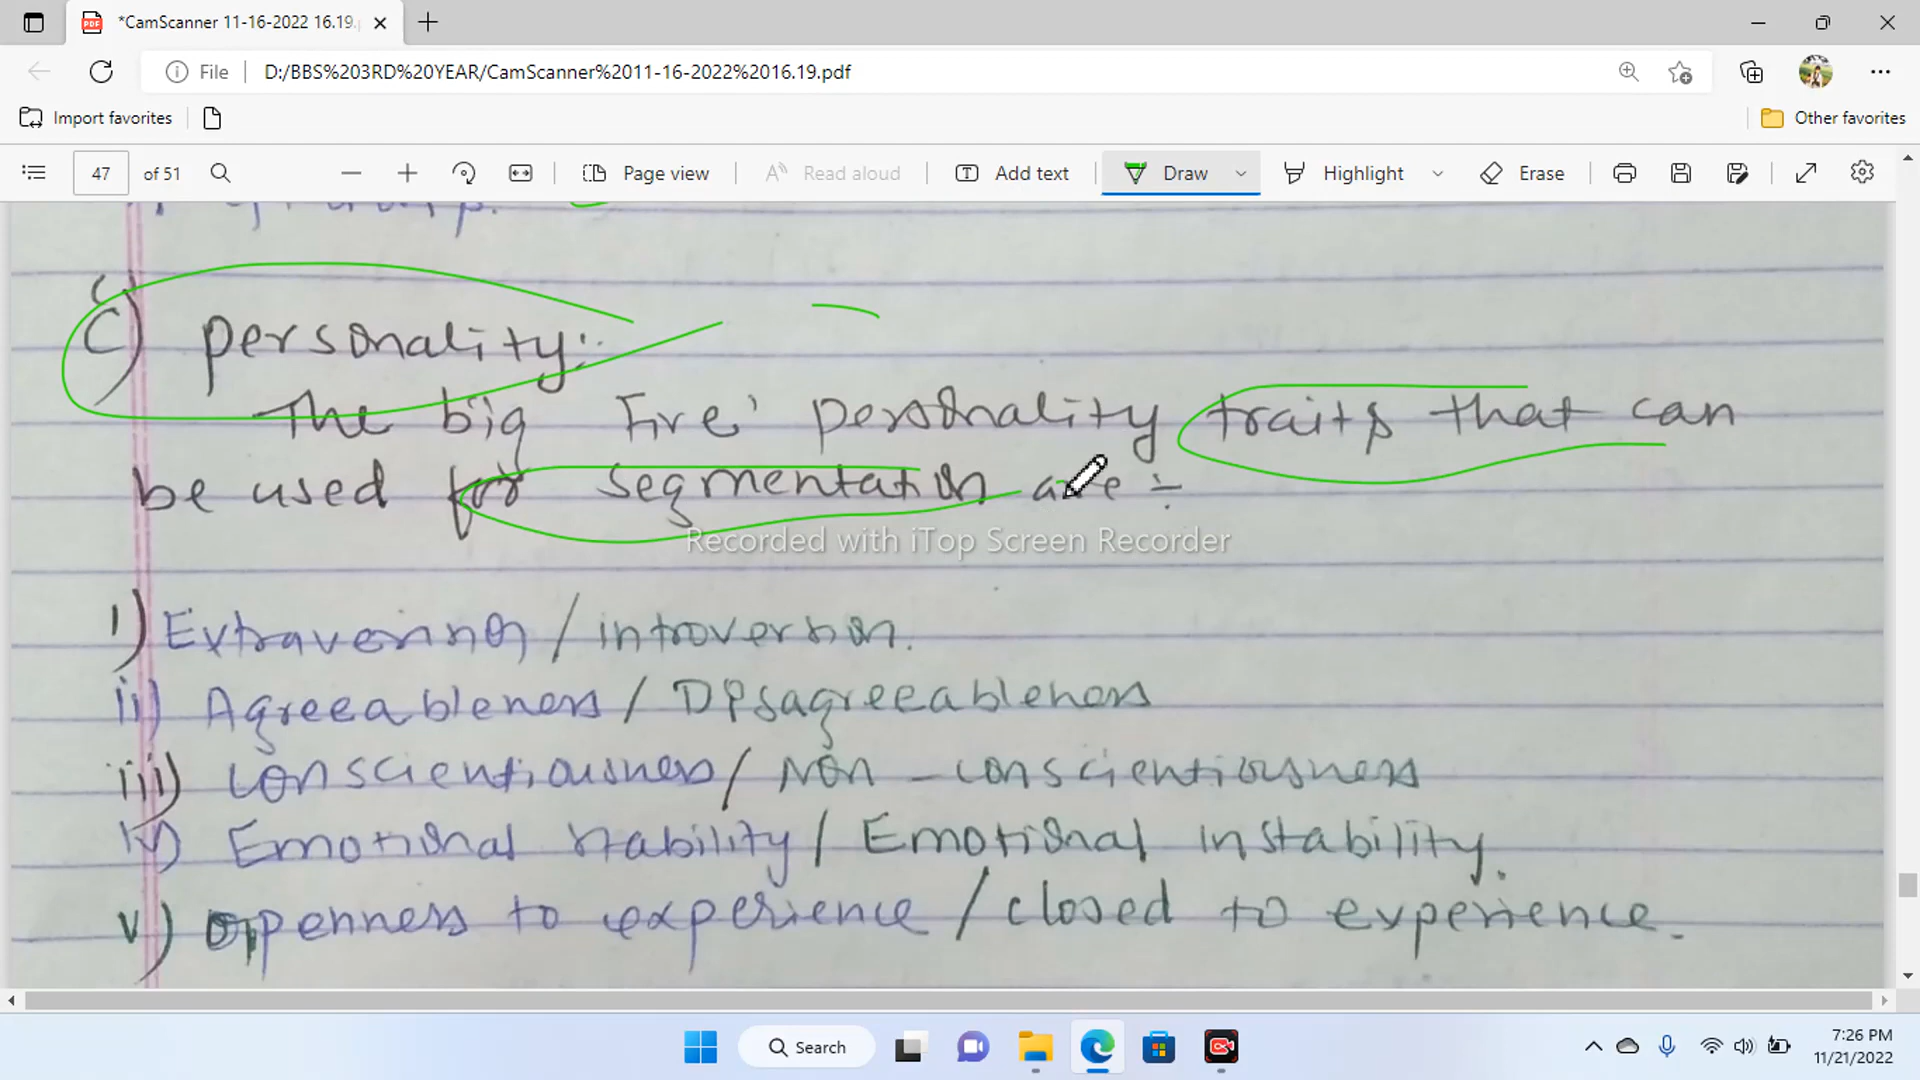 *CamScanner 11-16-2022 16.19.
File
D:/BBS%203RD%20YEAR/CamScanner%2011-16-2022%2016.19.pdf
Import favorites
Other favorites
47 of 51
Page view
Read aloud
Add text
Draw
Highlight
Erase
C) personality:
The big Five' personality traits that can
be used for segmentation are :-
Recorded with iTop Screen Recorder
i) Extraversion / introversion.
ii) Agreeableness / Disagreeableness
iii) conscientiousness / Non - conscientiousness
iv) Emotional stability / Emotional instability.
v) openness to experience / closed to experience.
Search
7:26 PM
11/21/2022